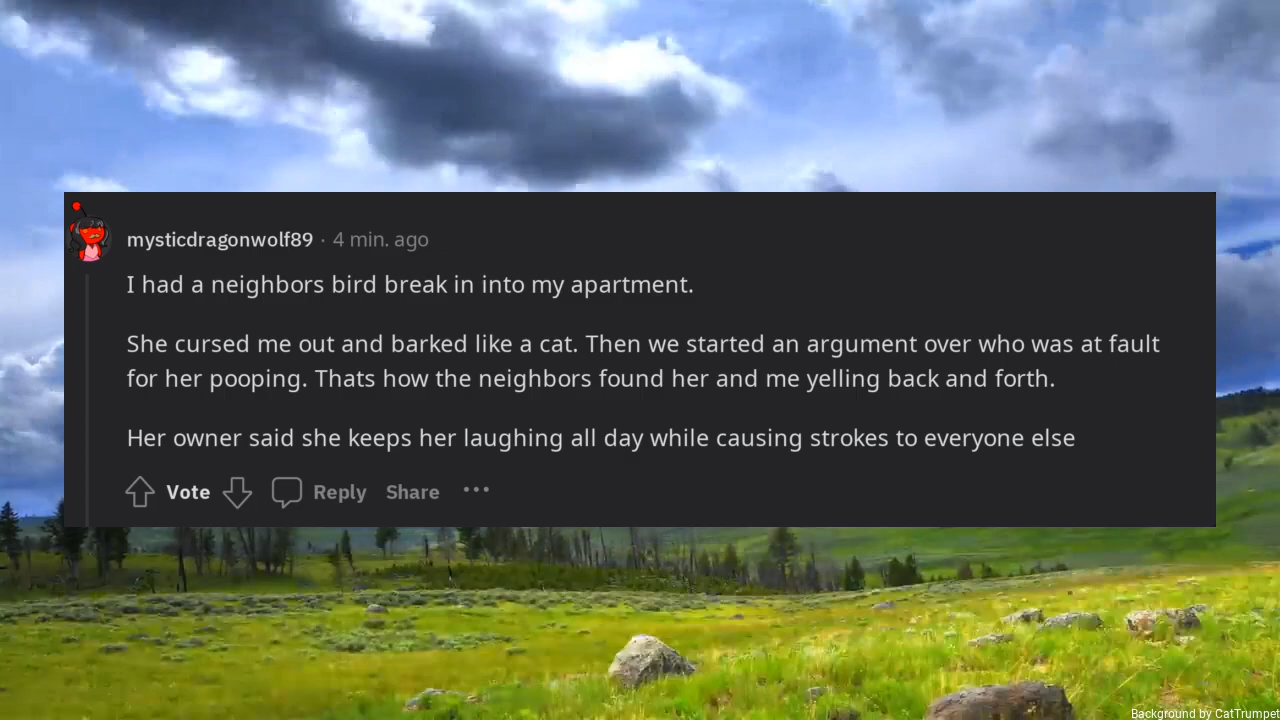 mysticdragonwolf89 · 4 min. ago
I had a neighbors bird break in into my apartment.
She cursed me out and barked like a cat. Then we started an argument over who was at fault
for her pooping. Thats how the neighbors found her and me yelling back and forth.
Her owner said she keeps her laughing all day while causing strokes to everyone else
Vote Reply Share ···
Background by CatTrumpet